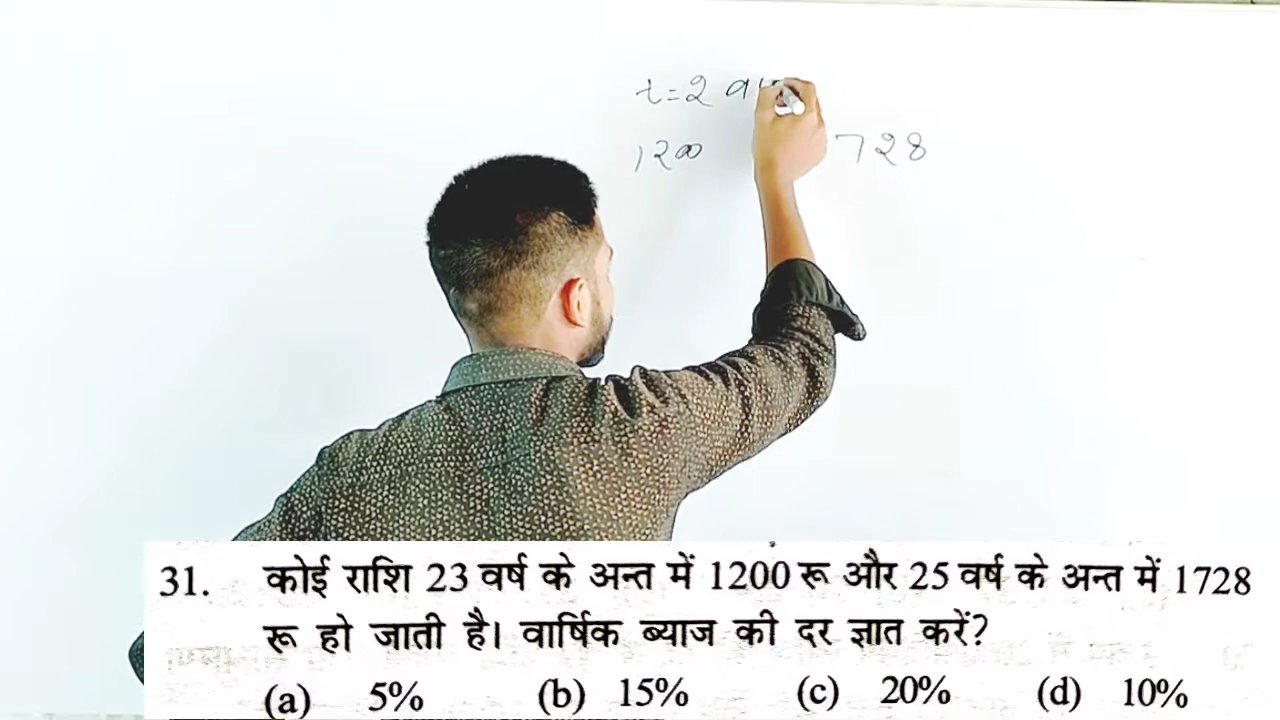 t=2
1200 728
31. कोई राशि 23 वर्ष के अन्त में 1200 रू और 25 वर्ष के अन्त में 1728
रू हो जाती है। वार्षिक ब्याज की दर ज्ञात करें?
(a) 5% (b) 15% (c) 20% (d) 10%